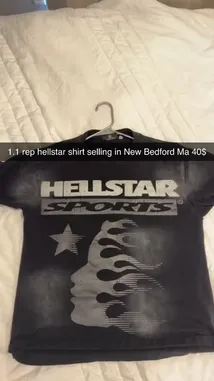 1.1 rep hellstar shirt selling in New Bedford Ma 40$
HELLSTAR
SPORTS